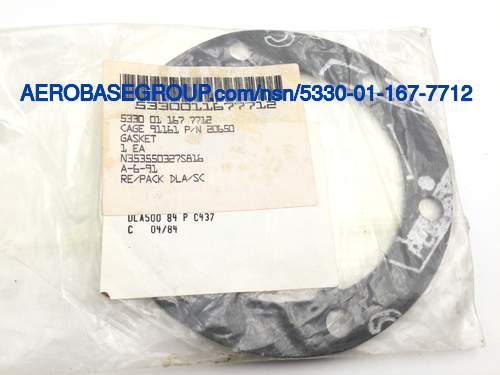 AEROBASEGROUP.com/nsn/5330-01-167-7712
5330011677712
5330 01 167 7712
CAGE 91161 P/N 20650
GASKET
1 EA
A-6-91
RE/PACK DLA/SC
DLA500 84 P C437
C 04/84